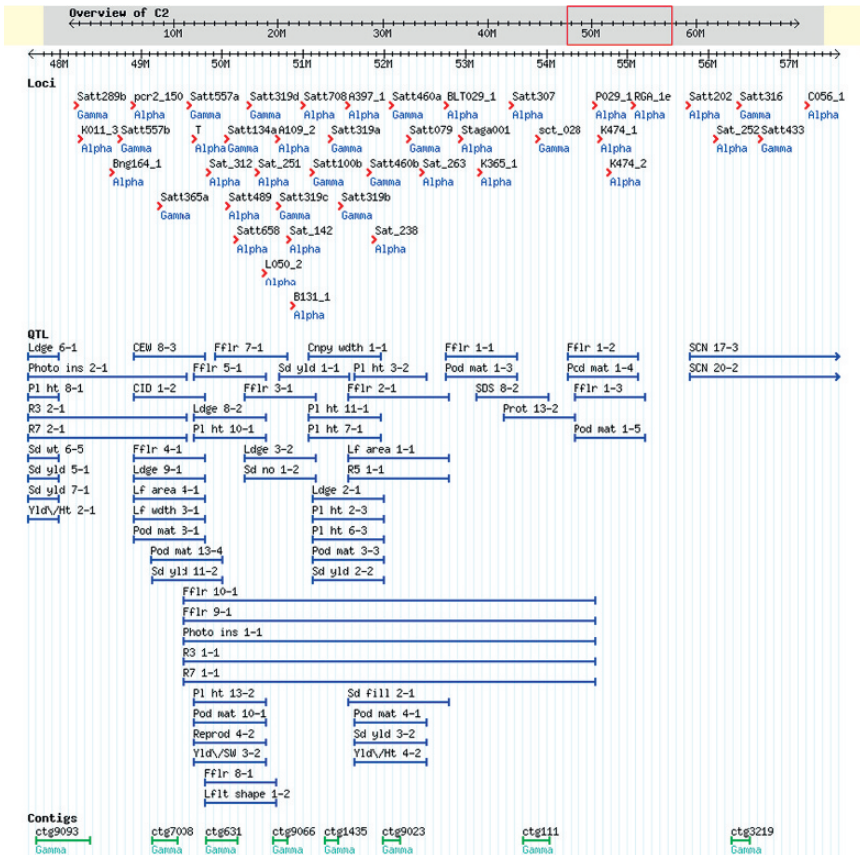 Overview of C2
10M 20M 30M 40M 50M 60M
48M 49M 50M 51M 52M 53M 54M 55M 56M 57M
Loci
Satt289b pcr2_150 Satt557a Satt319d Satt708 A397_1 Satt460a BLT029_1 Satt307 P029_1 RGA_1e Satt202 Satt316 C056_1
Gamma Alpha Gamma Gamma Gamma Alpha Gamma Alpha Gamma Alpha Alpha Gamma Gamma Alpha
K011_3 Satt557b T Satt134a A109_2 Satt319a Satt079 Staga001 sct_028 K474_1 Sat_252 Satt433
Alpha Gamma Alpha Gamma Alpha Gamma Gamma Alpha Gamma Alpha Alpha Gamma
Bng164_1 Sat_312 Sat_251 Satt100b Satt460b Sat_263 K365_1 K474_2
Alpha Alpha Alpha Gamma Gamma Alpha Alpha Alpha
Satt365a Satt489 Satt319c Satt319b
Gamma Alpha Gamma Gamma
Satt658 Sat_142 Sat_238
Alpha Alpha Alpha
L050_2
Alpha
B131_1
Alpha
QTL
Ldge 6-1 CEW 8-3 Fflr 7-1 Cnpy wdth 1-1 Fflr 1-1 Fflr 1-2 SCN 17-3
Photo ins 2-1 Fflr 5-1 Sd yld 1-1 Pl ht 3-2 Pod mat 1-3 Pcd mat 1-4 SCN 20-2
Pl ht 8-1 CID 1-2 Fflr 3-1 Fflr 2-1 SDS 8-2 Fflr 1-3
R3 2-1 Ldge 8-2 Pl ht 11-1 Prot 13-2
R7 2-1 Pl ht 10-1 Pl ht 7-1 Pod mat 1-5
Sd wt 6-5 Fflr 4-1 Ldge 3-2 Lf area 1-1
Sd yld 5-1 Ldge 9-1 Sd no 1-2 R5 1-1
Sd yld 7-1 Lf area 4-1 Ldge 2-1
Yld\/Ht 2-1 Lf wdth 3-1 Pl ht 2-3
Pod mat 3-1 Pl ht 6-3
Pod mat 13-4 Pod mat 3-3
Sd yld 11-2 Sd yld 2-2
Fflr 10-1
Fflr 9-1
Photo ins 1-1
R3 1-1
R7 1-1
Pl ht 13-2 Sd fill 2-1
Pod mat 10-1 Pod mat 4-1
Reprod 4-2 Sd yld 3-2
Yld\/SW 3-2 Yld\/Ht 4-2
Fflr 8-1
Lflt shape 1-2
Contigs
ctg9093 ctg7008 ctg631 ctg9066 ctg1435 ctg9023 ctg111 ctg3219
Gamma Gamma Gamma Gamma Gamma Gamma Gamma Gamma